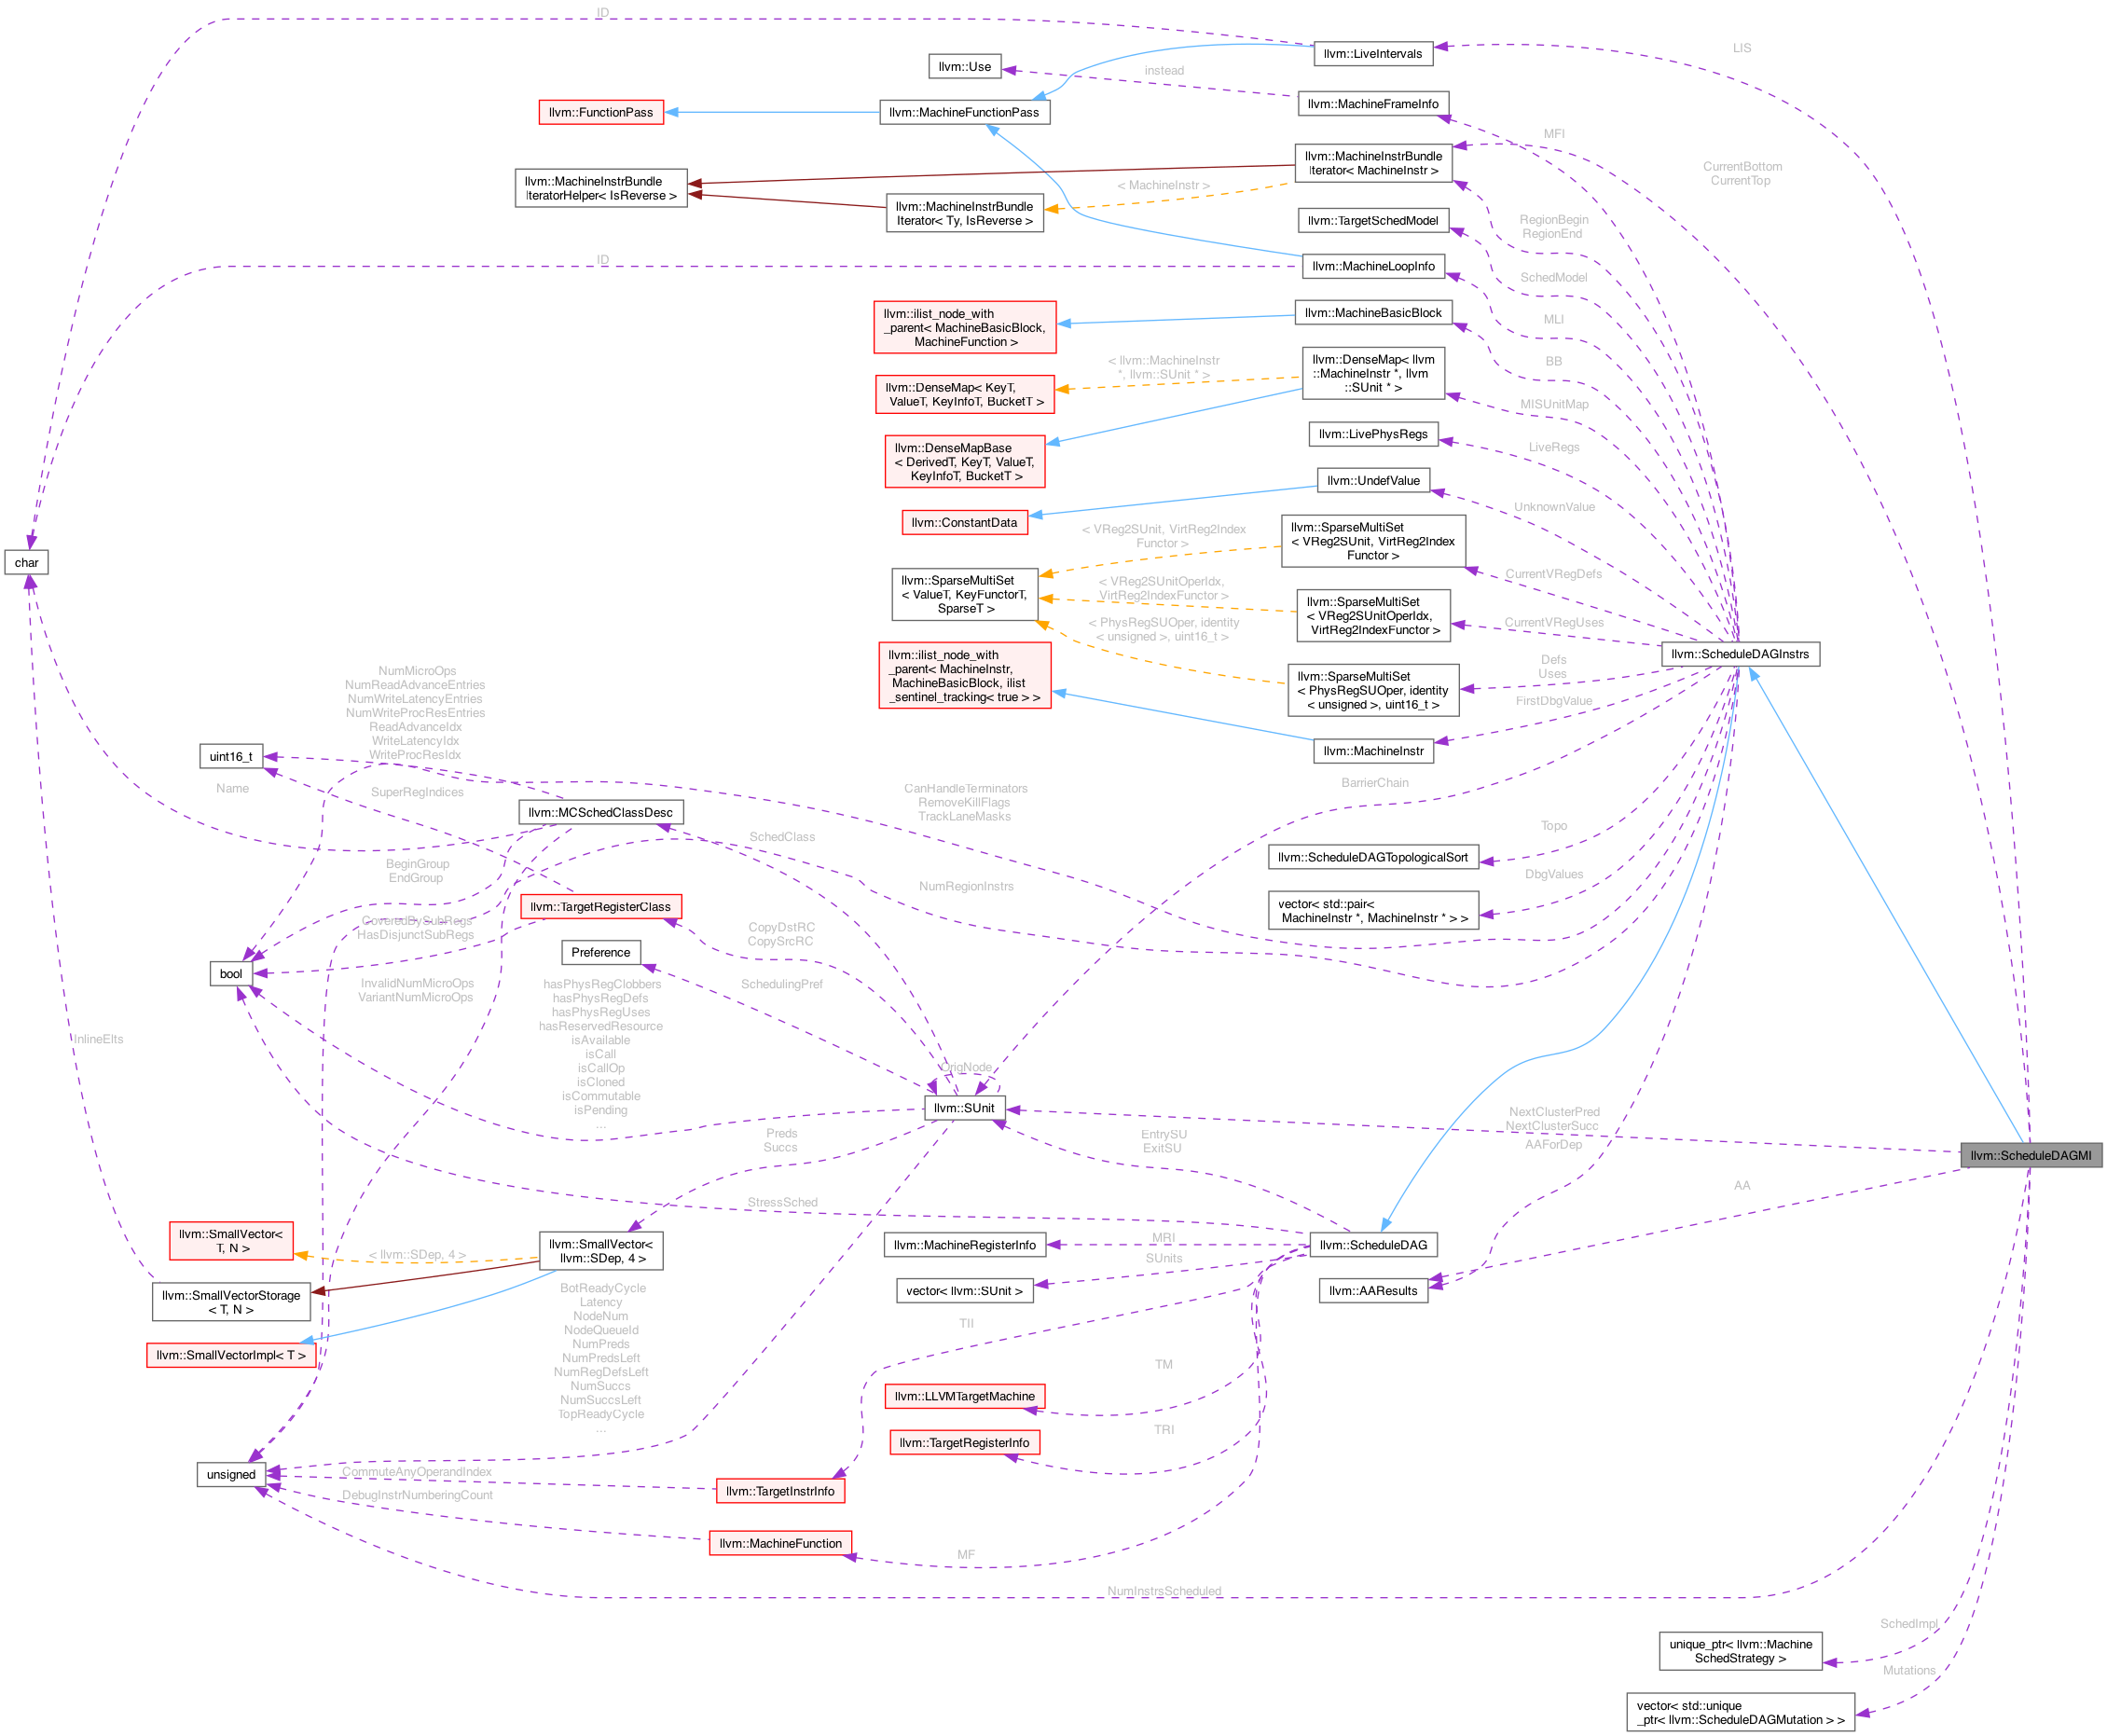 ID
LIS
llvm::LiveIntervals
llvm::Use
instead
llvm::MachineFrameInfo
llvm::FunctionPass
llvm::MachineFunctionPass
MFI
CurrentBottom
CurrentTop
llvm::MachineInstrBundle
Iterator< MachineInstr >
llvm::MachineInstrBundle
IteratorHelper< IsReverse >
< MachineInstr >
llvm::MachineInstrBundle
Iterator< Ty, IsReverse >
llvm::TargetSchedModel
RegionBegin
RegionEnd
ID
llvm::MachineLoopInfo
SchedModel
llvm::ilist_node_with
_parent< MachineBasicBlock,
MachineFunction >
llvm::MachineBasicBlock
MLI
< llvm::MachineInstr
*, llvm::SUnit * >
llvm::DenseMap< llvm
::MachineInstr *, llvm
::SUnit * >
BB
llvm::DenseMap< KeyT,
ValueT, KeyInfoT, BucketT >
MISUnitMap
llvm::DenseMapBase
< DerivedT, KeyT, ValueT,
KeyInfoT, BucketT >
llvm::LivePhysRegs
LiveRegs
llvm::UndefValue
UnknownValue
llvm::ConstantData
< VReg2SUnit, VirtReg2Index
Functor >
llvm::SparseMultiSet
< VReg2SUnit, VirtReg2Index
Functor >
char
llvm::SparseMultiSet
< ValueT, KeyFunctorT,
SparseT >
< VReg2SUnitOperIdx,
VirtReg2IndexFunctor >
CurrentVRegDefs
llvm::SparseMultiSet
< VReg2SUnitOperIdx,
VirtReg2IndexFunctor >
< PhysRegSUOper, identity
< unsigned >, uint16_t >
CurrentVRegUses
llvm::ScheduleDAGInstrs
llvm::ilist_node_with
_parent< MachineInstr,
MachineBasicBlock, ilist
_sentinel_tracking< true > >
llvm::SparseMultiSet
< PhysRegSUOper, identity
< unsigned >, uint16_t >
Defs
Uses
FirstDbgValue
NumMicroOps
NumReadAdvanceEntries
NumWriteLatencyEntries
NumWriteProcResEntries
ReadAdvanceIdx
WriteLatencyIdx
WriteProcResIdx
uint16_t
llvm::MachineInstr
Name
SuperRegIndices
llvm::MCSchedClassDesc
CanHandleTerminators
RemoveKillFlags
TrackLaneMasks
BarrierChain
SchedClass
Topo
llvm::ScheduleDAGTopologicalSort
BeginGroup
EndGroup
NumRegionInstrs
DbgValues
llvm::TargetRegisterClass
vector< std::pair<
MachineInstr *, MachineInstr * > >
CoveredBySubRegs
HasDisjunctSubRegs
CopyDstRC
CopySrcRC
Preference
bool
InvalidNumMicroOps
VariantNumMicroOps
SchedulingPref
hasPhysRegClobbers
hasPhysRegDefs
hasPhysRegUses
hasReservedResource
isAvailable
isCall
isCallOp
isCloned
isCommutable
isPending
...
InlineElts
OrigNode
llvm::SUnit
NextClusterPred
NextClusterSucc
AAForDep
EntrySU
ExitSU
Preds
Succs
llvm::ScheduleDAGMI
AA
StressSched
llvm::SmallVector<
T, N >
< llvm::SDep, 4 >
llvm::SmallVector<
llvm::SDep, 4 >
llvm::MachineRegisterInfo
MRI
llvm::ScheduleDAG
SUnits
vector< llvm::SUnit >
llvm::AAResults
llvm::SmallVectorStorage
< T, N >
BotReadyCycle
Latency
NodeNum
NodeQueueId
NumPreds
NumPredsLeft
NumRegDefsLeft
NumSuccs
NumSuccsLeft
TopReadyCycle
...
TII
llvm::SmallVectorImpl< T >
TM
llvm::LLVMTargetMachine
TRI
llvm::TargetRegisterInfo
unsigned
CommuteAnyOperandIndex
llvm::TargetInstrInfo
DebugInstrNumberingCount
llvm::MachineFunction
MF
NumInstrsScheduled
SchedImpl
unique_ptr< llvm::Machine
SchedStrategy >
Mutations
vector< std::unique
_ptr< llvm::ScheduleDAGMutation > >